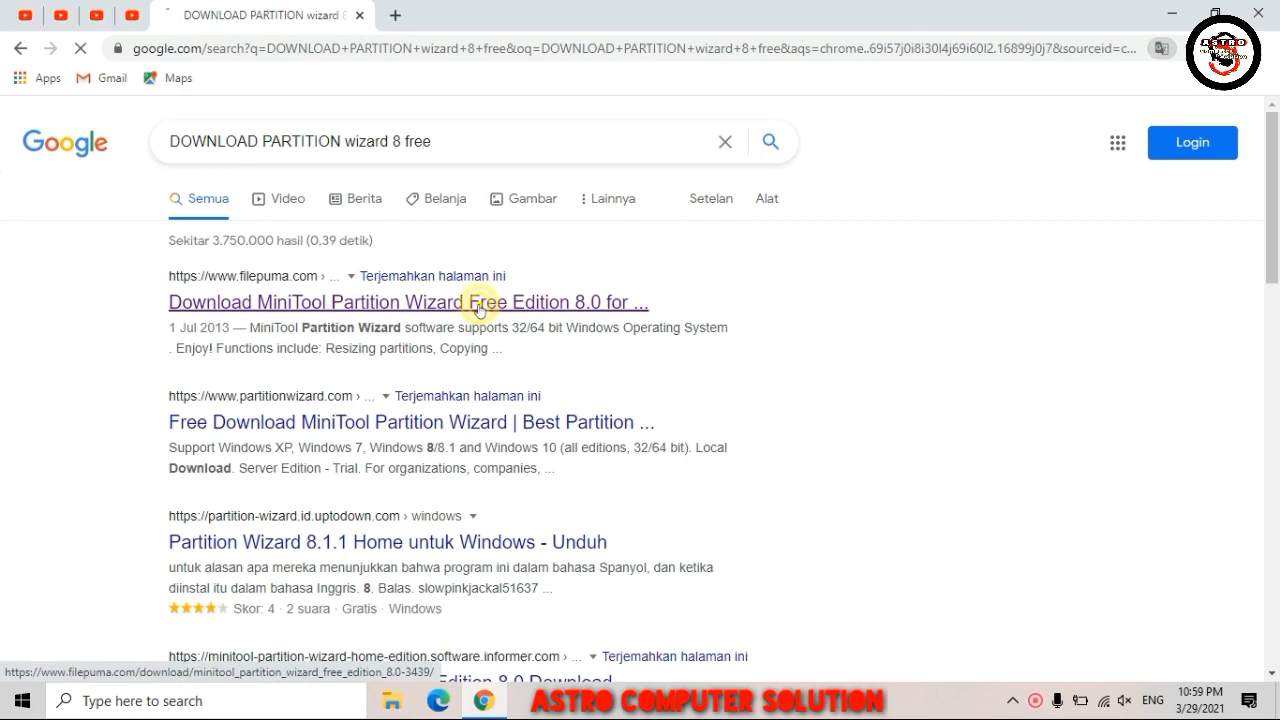 DOWNLOAD PARTITION wizard 8
google.com/search?q=DOWNLOAD+PARTITION+wizard+8+free&oq=DOWNLOAD+PARTITION+wizard+8+free&aqs=chrome..69i57j0i8i30l4j69i60l2.16899j0j7&sourceid=c...
Apps Gmail Maps
ASTRO
Google
DOWNLOAD PARTITION wizard 8 free
Login
Semua Video Berita Belanja Gambar Lainnya Setelan Alat
Sekitar 3.750.000 hasil (0,39 detik)
https://www.filepuma.com › ... Terjemahkan halaman ini
Download MiniTool Partition Wizard Free Edition 8.0 for ...
1 Jul 2013 — MiniTool Partition Wizard software supports 32/64 bit Windows Operating System
. Enjoy! Functions include: Resizing partitions, Copying ...
https://www.partitionwizard.com › ... Terjemahkan halaman ini
Free Download MiniTool Partition Wizard | Best Partition ...
Support Windows XP, Windows 7, Windows 8/8.1 and Windows 10 (all editions, 32/64 bit). Local
Download. Server Edition - Trial. For organizations, companies, ...
https://partition-wizard.id.uptodown.com › windows
Partition Wizard 8.1.1 Home untuk Windows - Unduh
untuk alasan apa mereka menunjukkan bahwa program ini dalam bahasa Spanyol, dan ketika
diinstal itu dalam bahasa Inggris. 8. Balas. slowpinkjackal51637 ...
Skor: 4 · 2 suara · Gratis · Windows
https://minitool-partition-wizard-home-edition.software.informer.com › ... Terjemahkan halaman ini
Edition 8.0 Download
https://www.filepuma.com/download/minitool_partition_wizard_free_edition_8.0-3439/
Type here to search
ASTRO COMPUTER SOLUTION
ENG
10:59 PM
3/29/2021